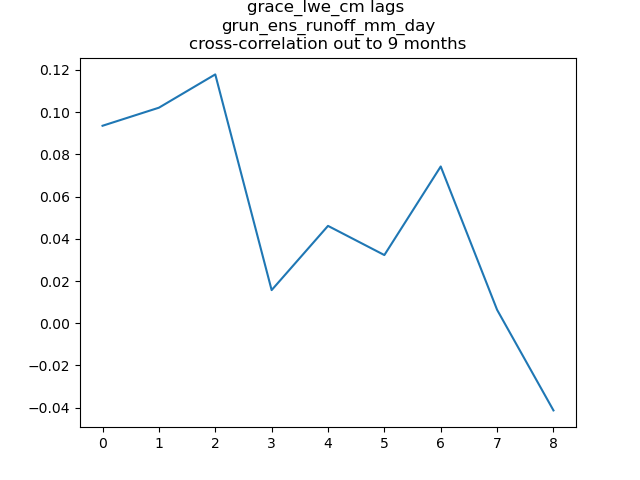 grace_lwe_cm lags
grun_ens_runoff_mm_day
cross-correlation out to 9 months
0.12
0.10
0.08
0.06
0.04
0.02
0.00
−0.02
−0.04
0 1 2 3 4 5 6 7 8